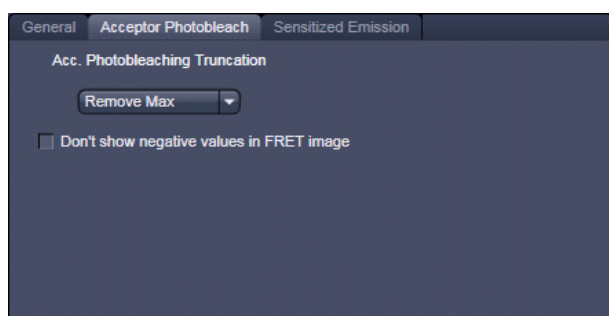 General Acceptor Photobleach Sensitized Emission
Acc. Photobleaching Truncation
Remove Max
Don't show negative values in FRET image